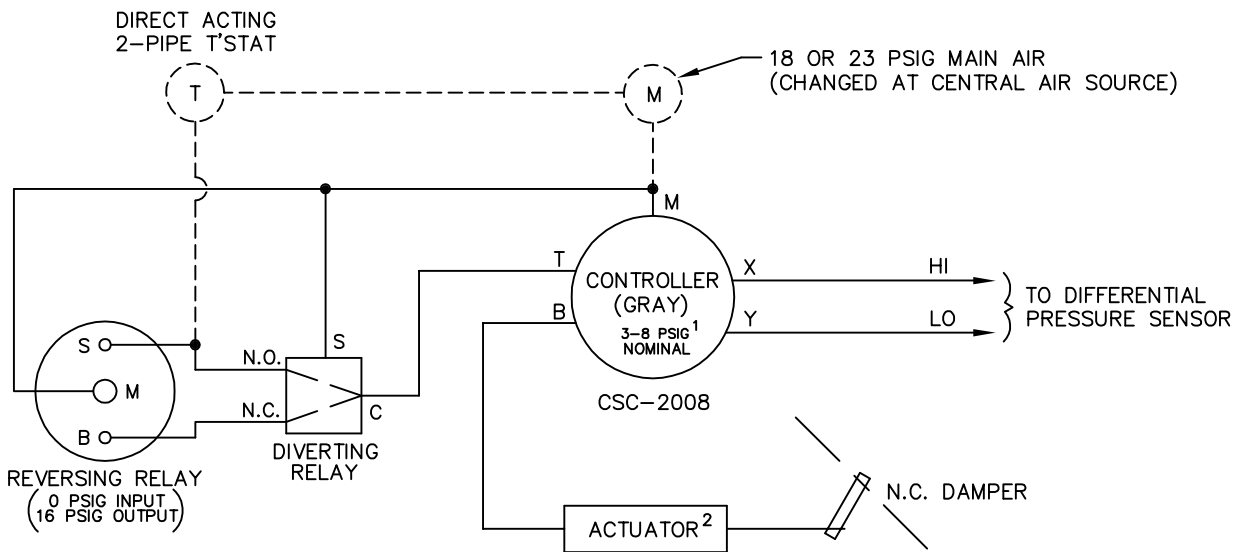 DIRECT ACTING
2-PIPE T'STAT
T
M
18 OR 23 PSIG MAIN AIR
(CHANGED AT CENTRAL AIR SOURCE)
M
T
B
CONTROLLER
(GRAY)
3-8 PSIG¹
NOMINAL
X
HI
Y
LO
TO DIFFERENTIAL
PRESSURE SENSOR
CSC-2008
S
M
B
REVERSING RELAY
(0 PSIG INPUT
16 PSIG OUTPUT)
N.O.
N.C.
S
C
DIVERTING
RELAY
ACTUATOR²
N.C. DAMPER